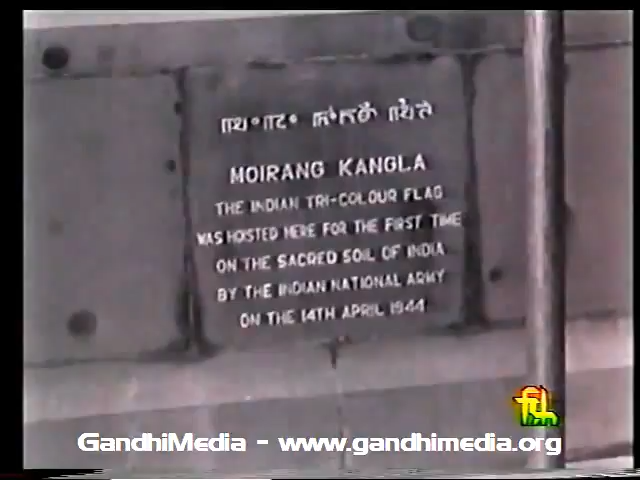 MOIRANG KANGLA
THE INDIAN TRI-COLOUR FLAG
WAS HOISTED HERE FOR THE FIRST TIME
ON THE SACRED SOIL OF INDIA
BY THE INDIAN NATIONAL ARMY
ON THE 14TH APRIL 1944
GandhiMedia - www.gandhimedia.org